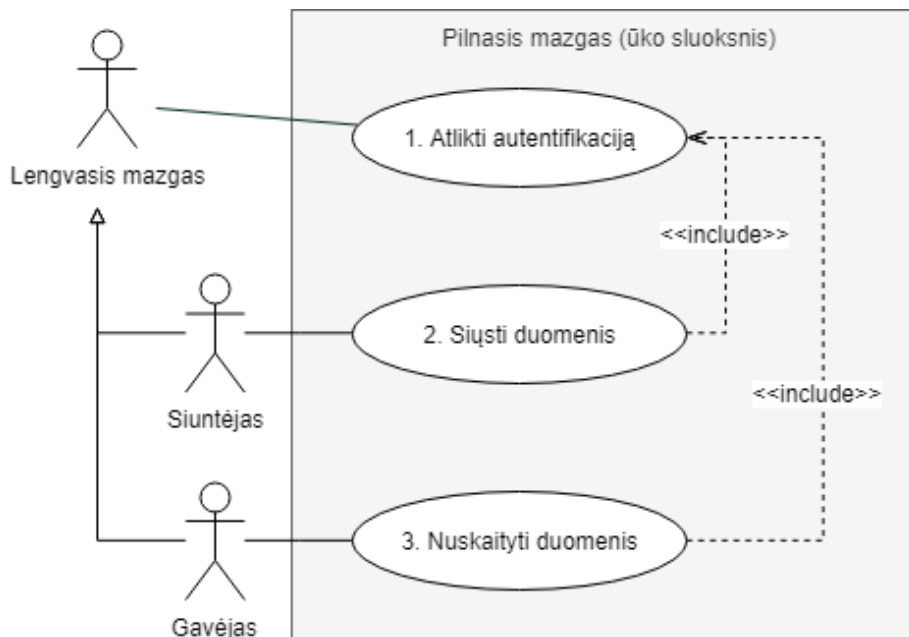 Pilnasis mazgas (ūko sluoksnis)
1. Atlikti autentifikaciją
Lengvasis mazgas
<<include>>
2. Siųsti duomenis
Siuntėjas
<<include>>
3. Nuskaityti duomenis
Gavėjas